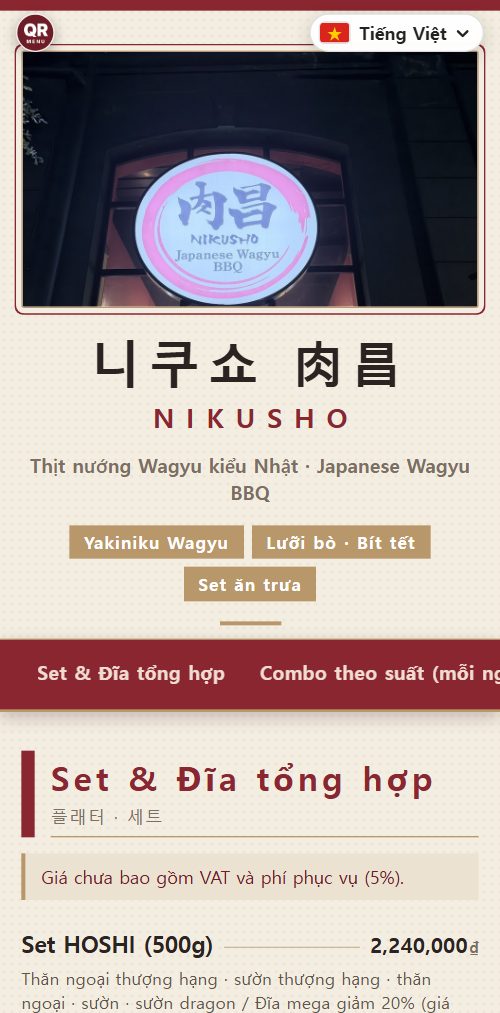 QR
MENU
Tiếng Việt
肉昌
NIKUSHO
Japanese Wagyu
BBQ
니쿠쇼 肉昌
NIKUSHO
Thịt nướng Wagyu kiểu Nhật · Japanese Wagyu
BBQ
Yakiniku Wagyu
Lưỡi bò · Bít tết
Set ăn trưa
Set & Đĩa tổng hợp
Combo theo suất (mỗi ng
Set & Đĩa tổng hợp
플래터 · 세트
Giá chưa bao gồm VAT và phí phục vụ (5%).
Set HOSHI (500g) 2,240,000₫
Thăn ngoại thượng hạng · sườn thượng hạng · thăn
ngoại · sườn · sườn dragon / Đĩa mega giảm 20% (giá